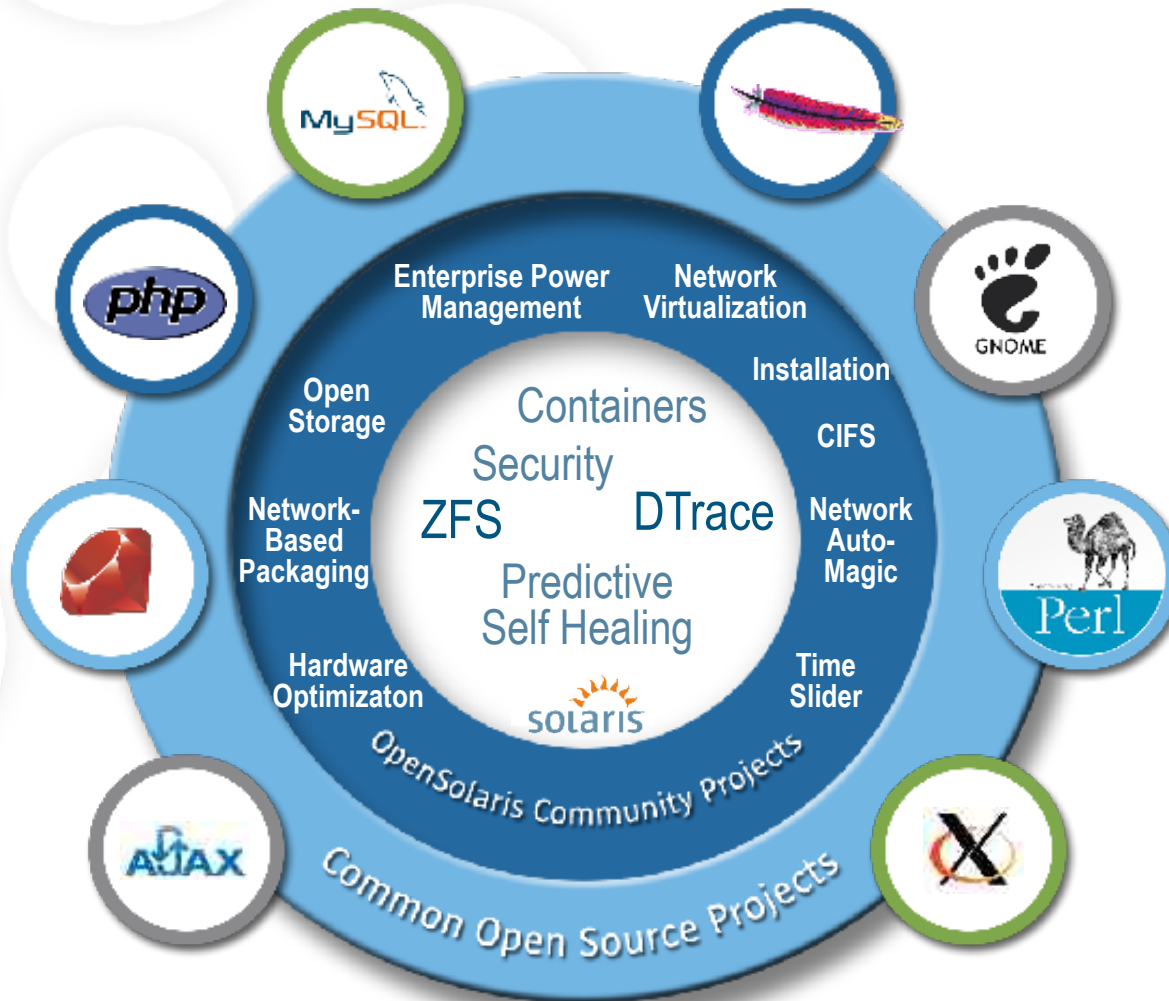 MySQL
php
GNOME
Enterprise Power
Management
Network
Virtualization
Installation
Open
Storage
CIFS
Containers
Security
ZFS
DTrace
Predictive
Self Healing
solaris
Network-
Based
Packaging
Network
Auto-
Magic
Perl
Hardware
Optimizaton
Time
Slider
OpenSolaris Community Projects
AJAX
X
Common Open Source Projects